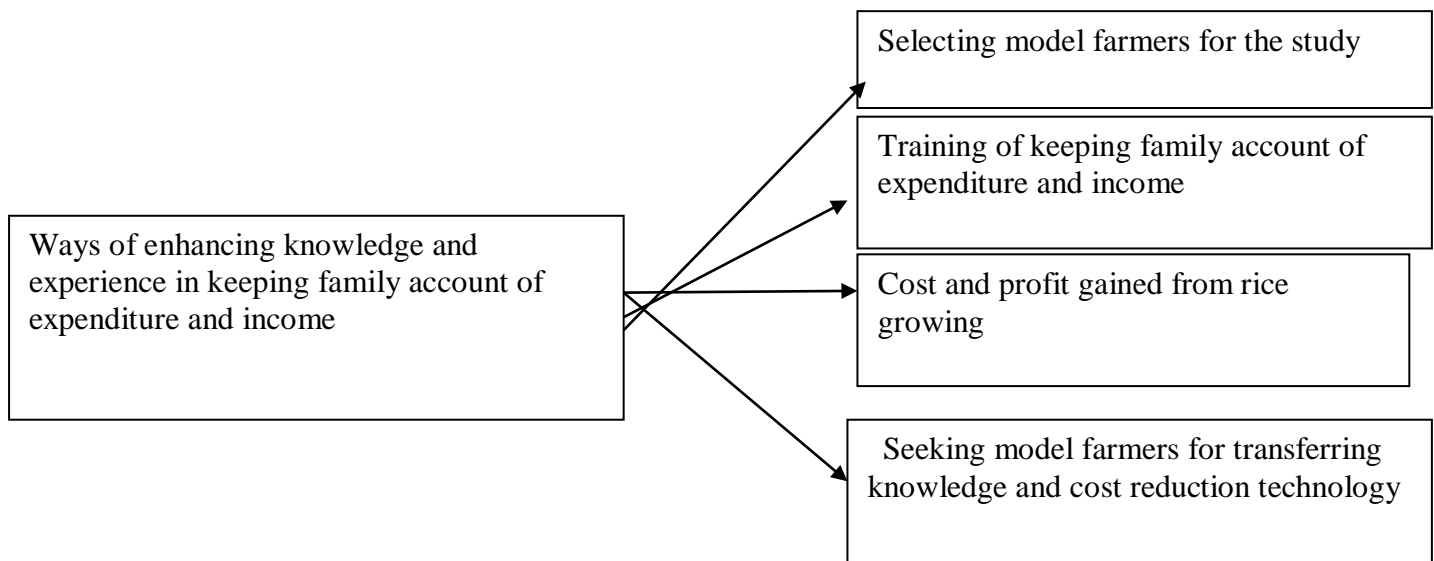 Selecting model farmers for the study
Training of keeping family account of
expenditure and income
Ways of enhancing knowledge and
experience in keeping family account of
expenditure and income
Cost and profit gained from rice
growing
Seeking model farmers for transferring
knowledge and cost reduction technology